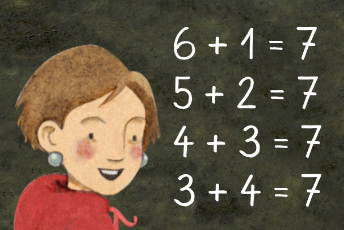 6 + 1 = 7
5 + 2 = 7
4 + 3 = 7
3 + 4 = 7